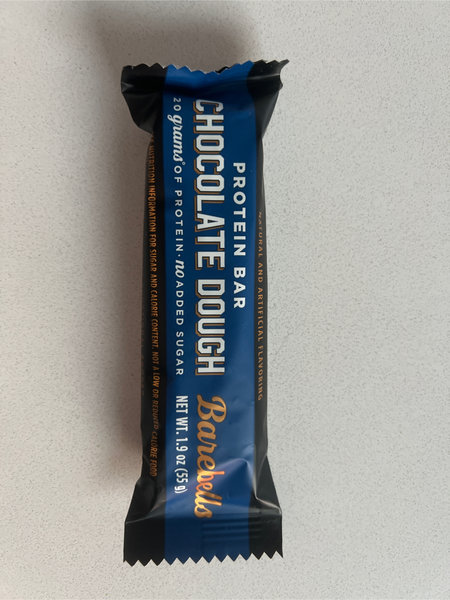 NATURAL AND ARTIFICIAL FLAVORING
PROTEIN BAR
CHOCOLATE DOUGH
Barebells
20 grams OF PROTEIN · no ADDED SUGAR
NET WT. 1.9 oz (55 g)
NUTRITION INFORMATION FOR SUGAR AND CALORIE CONTENT. NOT A LOW OR REDUCED CALORIE FOOD